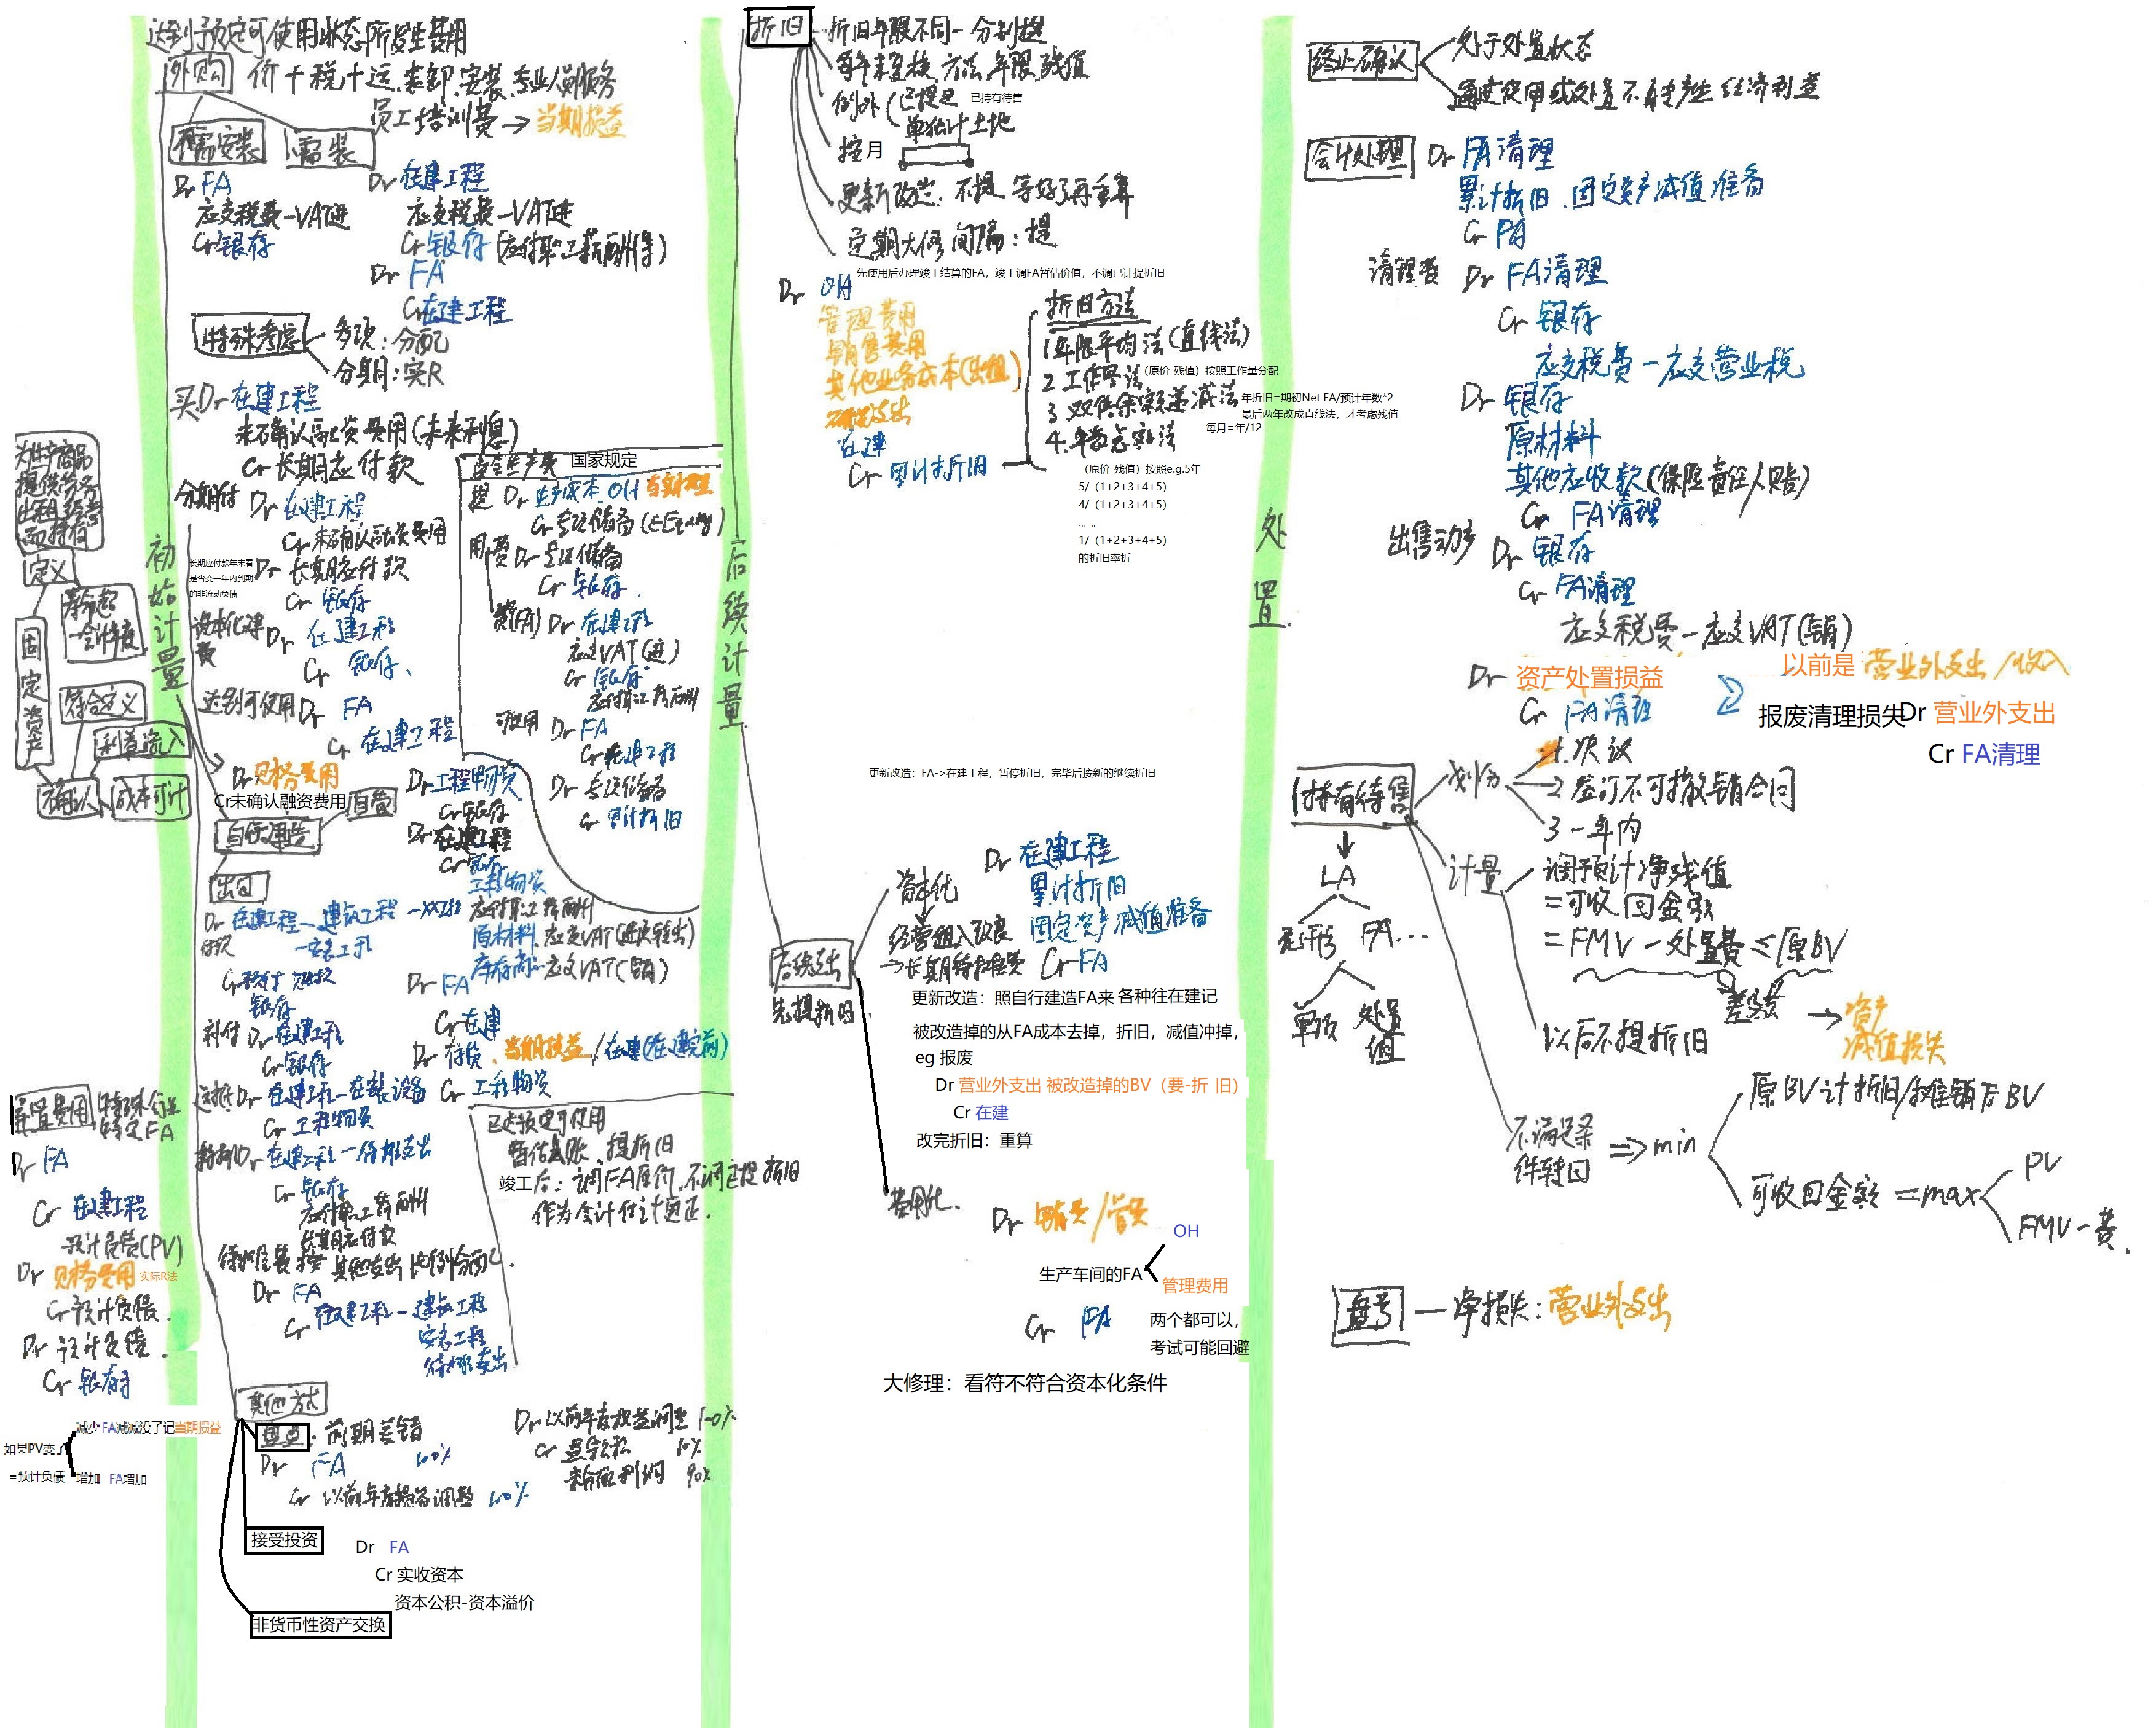 为生产商品
提供劳务
出租 经营
而持有
定义
寿命超
一会计年度
固定资产
符合定义
利益流入
确认
成本可计
初始计量
达到预定可使用状态所发生费用
外购 价+税+运.装卸.安装.专业人员服务
员工培训费→当期损益
不需安装
需安装
Dr FA
应交税费-VAT进
Cr 银存
Dr 在建工程
应交税费-VAT进
Cr 银存(应付职工薪酬等)
Dr FA
Cr 在建工程
特殊考虑
多项:分配
分期:实R
买Dr 在建工程
未确认融资费用(未来利息)
Cr 长期应付款
分期付 Dr 在建工程
Cr 未确认融资费用
长期应付款年末看
是否变一年内到期
的非流动负债
Dr 长期应付款
Cr 银存
资本化建费 Dr 在建工程
Cr 银存、
达到可使用Dr FA
Cr 在建工程
Dr 财务费用
Cr未确认融资费用
安全生产费 国家规定
提 Dr 生产成本.OH 当期损益
Cr 专项储备(Equity)
用 费 Dr 专项储备
Cr 银存.
资(FA) Dr 在建工程
应交VAT(进)
Cr 银存
应付职工薪酬
可使用 Dr FA
Cr 在建工程
Dr 专项储备
Cr 累计折旧
自行建造
自营
Dr 工程物资
Cr 银存
Dr 在建工程
Cr 银存
工程物资
应付职工薪酬
原材料.应交VAT(进项转出)
库存商品-应交VAT(销)
Dr FA
Cr 在建
Dr 存货.当期损益/在建(在建完前)
Cr 工程物资
出包
Dr 在建工程-建筑工程-XX工程
-安装工程
Cr 预付账款
银存
补付 Dr 在建工程
Cr 银存
运抵Dr 在建工程-在安装设备
Cr 工程物资
待摊Dr 在建工程-待摊支出
Cr 银存
应付职工薪酬
长期应付款
Dr FA
Cr 在建工程-建筑工程
安装工程
待摊支出
已达预定可使用
暂估入账.提折旧
竣工后:调FA原价.不调已提折旧
作为会计估计更正.
弃置费用 特殊行业
特定FA
Dr FA
Cr 在建工程
预计负债(PV)
Dr 财务费用 实际R法
Cr 预计负债.
Dr 预计负债.
Cr 银存
如果PV变了
=预计负债
减少 FA减减没了记当期损益
增加 FA增加
其他方式
盘盈:前期差错
Dr FA 100%
Cr 以前年度损益调整 100%
Dr 以前年度损益调整 100%
Cr 盈余公积 10%
未分配利润 90%
接受投资
Dr FA
Cr 实收资本
资本公积-资本溢价
非货币性资产交换
后续计量
折旧
折旧年限不同-分别提
每年末复核.方法.年限.残值
例外 已提足 已持有待售
单独计土地
按月
更新改造:不提 等好了再重算
定期大修间隔:提
先使用后办理竣工结算的FA，竣工调FA暂估价值，不调已计提折旧
Dr OH
管理费用
销售费用
其他业务成本(出租)
研发支出
在建
Cr 累计折旧
折旧方法
1 年限平均法(直线法)
2 工作量法 （原价-残值）按照工作量分配
3 双倍余额递减法 年折旧=期初Net FA/预计年数*2
最后两年改成直线法，才考虑残值
每月=年/12
4.年数总和法
（原价-残值）按照e.g.5年
5/（1+2+3+4+5）
4/（1+2+3+4+5）
。。
1/（1+2+3+4+5）
的折旧率折
更新改造：FA->在建工程，暂停折旧，完毕后按新的继续折旧
后续支出
先提折旧
资本化
经营租入改良
→长期待摊费
Dr 在建工程
累计折旧
固定资产减值准备
Cr FA
更新改造：照自行建造FA来 各种往在建记
被改造掉的从FA成本去掉，折旧，减值冲掉，
eg 报废
Dr 营业外支出 被改造掉的BV（要-折 旧）
Cr 在建
改完折旧：重算
费用化.
Dr 销费/管费
生产车间的FA
OH
管理费用
Cr FA
两个都可以，
考试可能回避
大修理：看符不符合资本化条件
处置
终止确认
处于处置状态
通过使用或处置不再产生经济利益
会计处理 Dr FA清理
累计折旧.固定资产减值准备
Cr FA
清理费 Dr FA清理
Cr 银存
应交税费-应交营业税
Dr 银存
原材料
其他应收款(保险责任人赔)
Cr FA清理
出售动产 Dr 银存
Cr FA清理
应交税费-应交VAT(销)
Dr 资产处置损益
Cr FA清理
以前是 营业外支出/收入
报废清理损失Dr 营业外支出
Cr FA清理
持有待售
划分
1.决议
2 签订不可撤销合同
3 一年内
LA
无形 FA…
单项 处置组
计量
调预计净残值
=可收回金额
=FMV-处置费≤原BV
差额→资产
减值损失
以后不提折旧
不满足条
件转回
⇒min
原BV计折旧/摊销后BV
可收回金额=max
PV
FMV-费.
盘亏-净损失:营业外支出